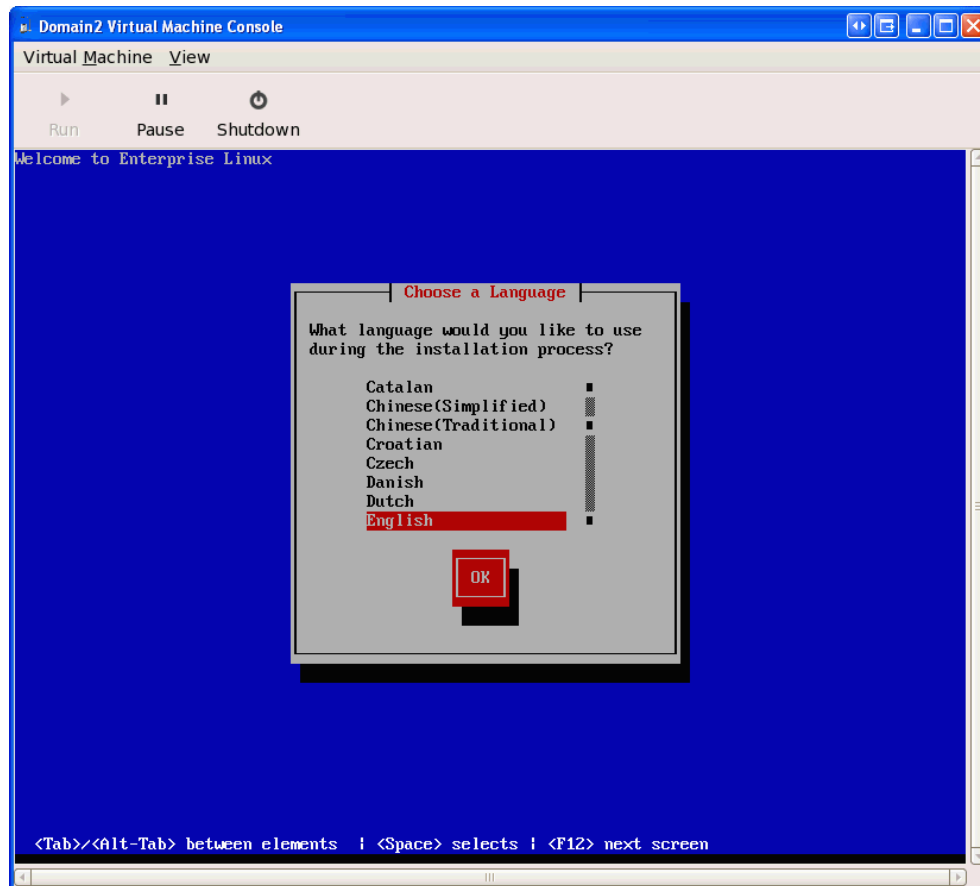 Domain2 Virtual Machine Console
Virtual Machine View
Run Pause Shutdown
Welcome to Enterprise Linux
Choose a Language
What language would you like to use
during the installation process?
Catalan
Chinese(Simplified)
Chinese(Traditional)
Croatian
Czech
Danish
Dutch
English
OK
<Tab>/<Alt-Tab> between elements | <Space> selects | <F12> next screen